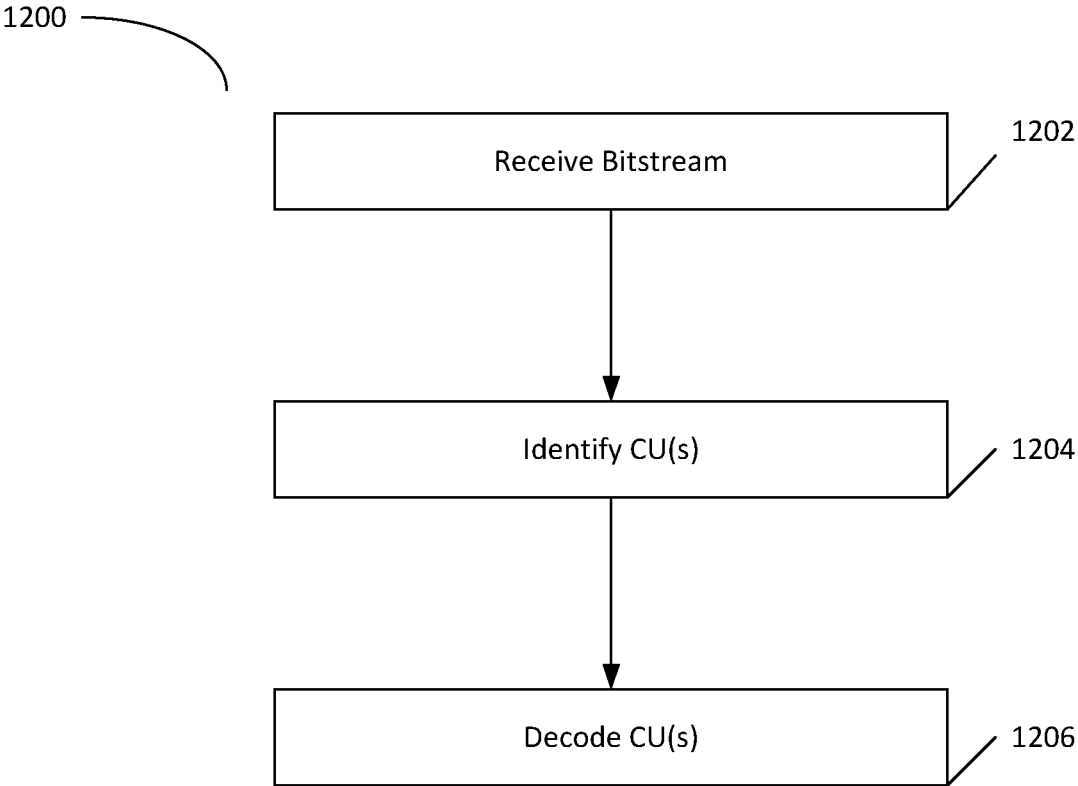 1200
1202
Receive Bitstream
Identify CU(s)
1204
Decode CU(s)
1206